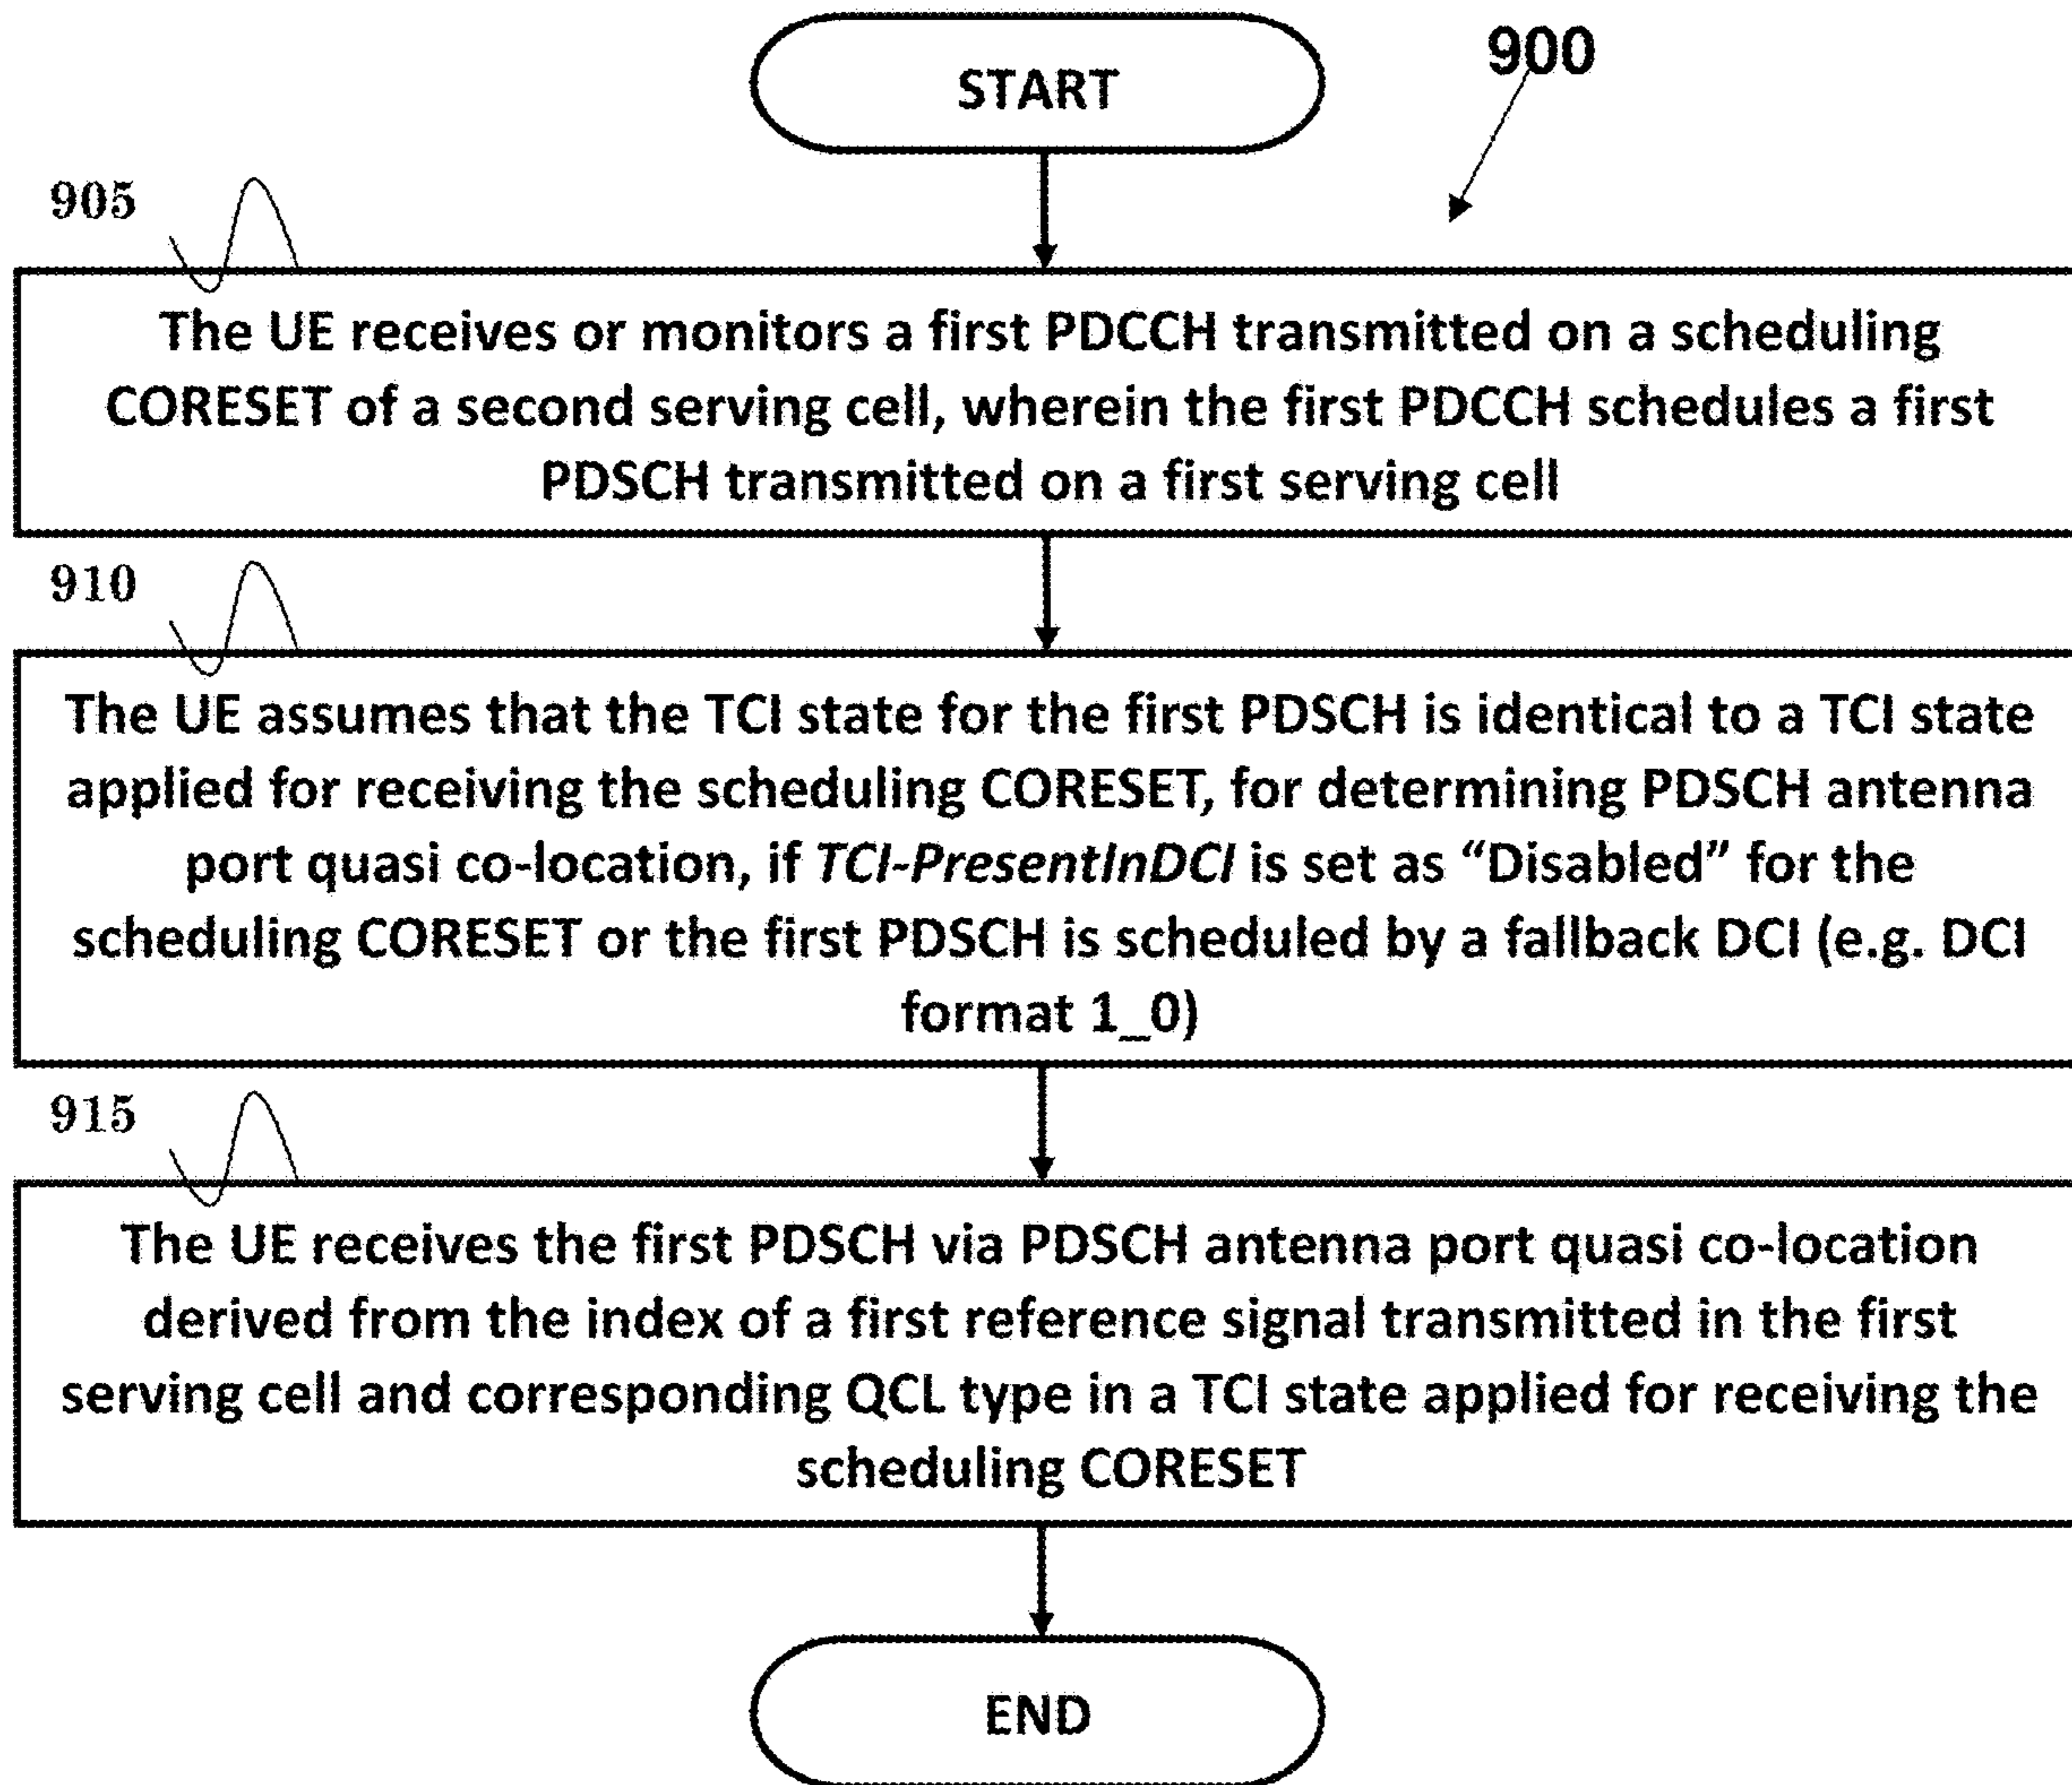 START
900
905
The UE receives or monitors a first PDCCH transmitted on a scheduling
CORESET of a second serving cell, wherein the first PDCCH schedules a first
PDSCH transmitted on a first serving cell
910
The UE assumes that the TCI state for the first PDSCH is identical to a TCI state
applied for receiving the scheduling CORESET, for determining PDSCH antenna
port quasi co-location, if TCI-PresentInDCI is set as “Disabled” for the
scheduling CORESET or the first PDSCH is scheduled by a fallback DCI (e.g. DCI
format 1_0)
915
The UE receives the first PDSCH via PDSCH antenna port quasi co-location
derived from the index of a first reference signal transmitted in the first
serving cell and corresponding QCL type in a TCI state applied for receiving the
scheduling CORESET
END